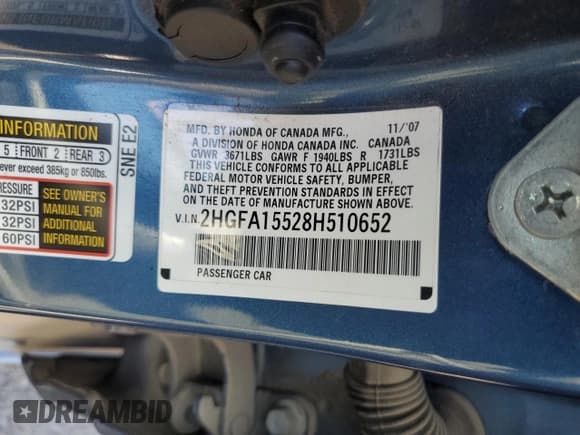 INFORMATION
5 FRONT 2 REAR 3
ever exceed 385kg or 850lbs.
PRESSURE
32PSI
32PSI
60PSI
SEE OWNER'S
MANUAL FOR
ADDITIONAL
INFORMATION
SNE E2
MFD. BY HONDA OF CANADA MFG., 11/'07
A DIVISION OF HONDA CANADA INC. CANADA
GVWR 3671LBS GAWR F 1940LBS R 1731LBS
THIS VEHICLE CONFORMS TO ALL APPLICABLE
FEDERAL MOTOR VEHICLE SAFETY, BUMPER,
AND THEFT PREVENTION STANDARDS IN EFFECT
ON THE DATE OF MANUFACTURE SHOWN ABOVE.
V.I.N. 2HGFA15528H510652
PASSENGER CAR
DREAMBID